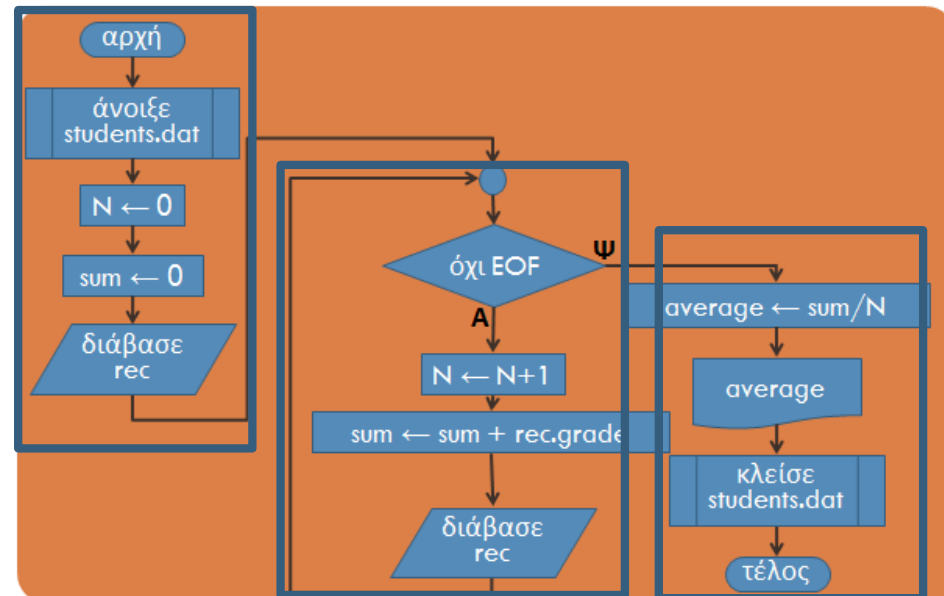 αρχή
άνοιξε
students.dat
N ← 0
sum ← 0
διάβασε
rec
όχι EOF
Ψ
Α
N ← N+1
sum ← sum + rec.grade
διάβασε
rec
average ← sum/N
average
κλείσε
students.dat
τέλος